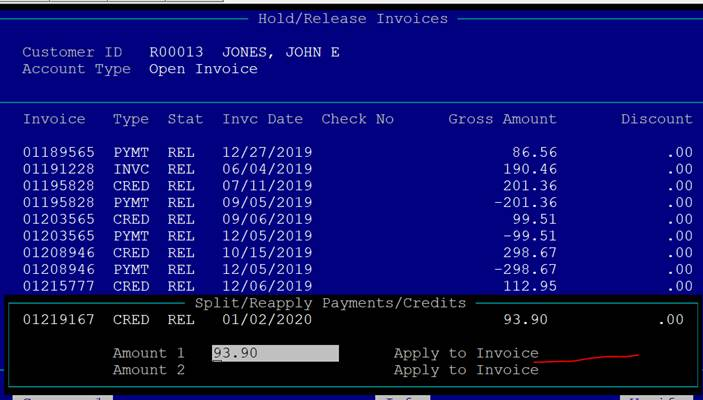 Hold/Release Invoices
Customer ID R00013 JONES, JOHN E
Account Type Open Invoice
Invoice Type Stat Invc Date Check No Gross Amount Discount
01189565 PYMT REL 12/27/2019 86.56 .00
01191228 INVC REL 06/04/2019 190.46 .00
01195828 CRED REL 07/11/2019 201.36 .00
01195828 PYMT REL 09/05/2019 -201.36 .00
01203565 CRED REL 09/06/2019 99.51 .00
01203565 PYMT REL 12/05/2019 -99.51 .00
01208946 CRED REL 10/15/2019 298.67 .00
01208946 PYMT REL 12/05/2019 -298.67 .00
01215777 CRED REL 12/06/2019 112.95 .00
Split/Reapply Payments/Credits
01219167 CRED REL 01/02/2020 93.90 .00
Amount 1 93.90 Apply to Invoice
Amount 2 Apply to Invoice